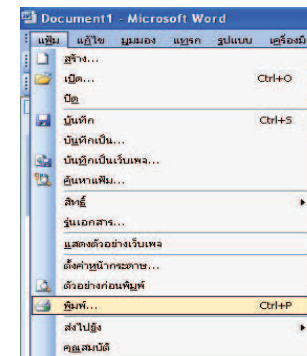 Document1 - Microsoft Word
แฟ้ม แก้ไข มุมมอง แทรก รูปแบบ เครื่องมือ
สร้าง...
เปิด... Ctrl+O
ปิด
บันทึก Ctrl+S
บันทึกเป็น...
บันทึกเป็นเว็บเพจ...
ค้นหาแฟ้ม...
สิทธิ์
รุ่นเอกสาร...
แสดงตัวอย่างเว็บเพจ
ตั้งค่าหน้ากระดาษ...
ตัวอย่างก่อนพิมพ์
พิมพ์... Ctrl+P
ส่งไปยัง
คุณสมบัติ